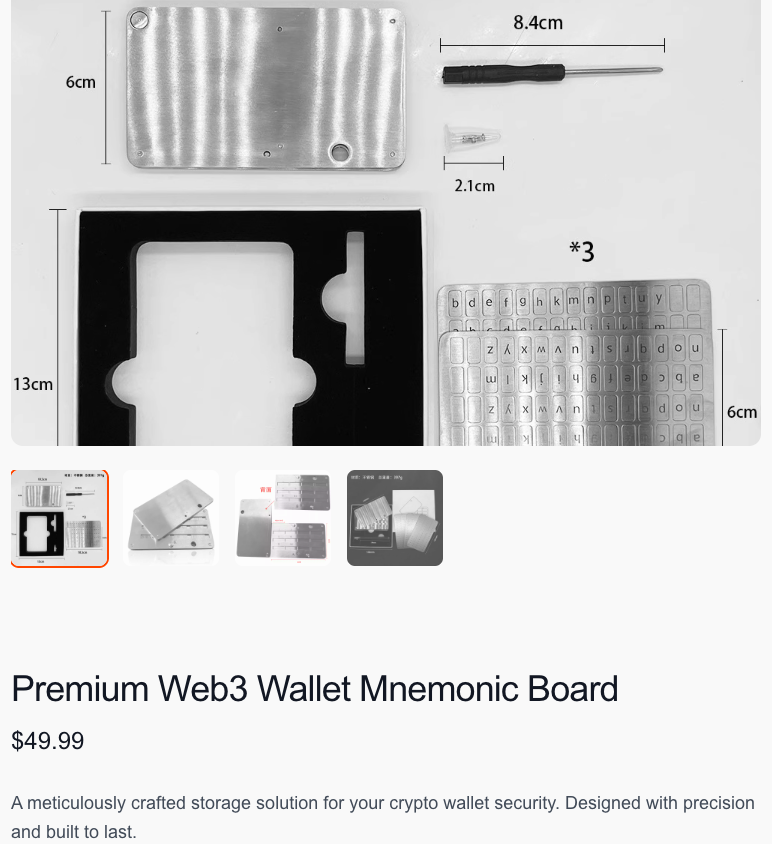 8.4cm
6cm
2.1cm
*3
b d e f g h k m n p t u y
13cm
6cm
Premium Web3 Wallet Mnemonic Board
$49.99
A meticulously crafted storage solution for your crypto wallet security. Designed with precision
and built to last.